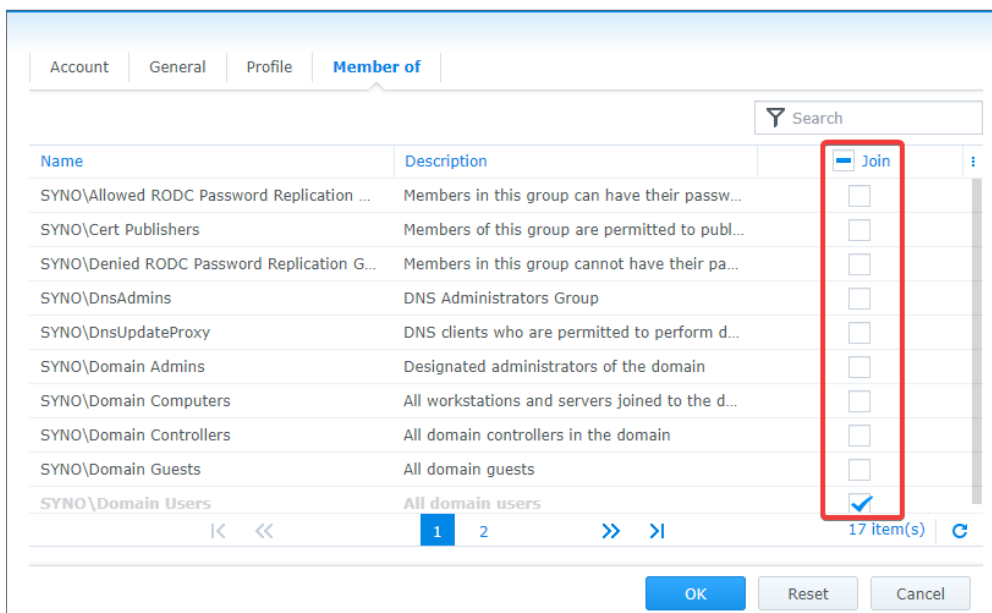 Account General Profile Member of
Search
Name Description Join
SYNO\Allowed RODC Password Replication ... Members in this group can have their passw...
SYNO\Cert Publishers Members of this group are permitted to publ...
SYNO\Denied RODC Password Replication G... Members in this group cannot have their pa...
SYNO\DnsAdmins DNS Administrators Group
SYNO\DnsUpdateProxy DNS clients who are permitted to perform d...
SYNO\Domain Admins Designated administrators of the domain
SYNO\Domain Computers All workstations and servers joined to the d...
SYNO\Domain Controllers All domain controllers in the domain
SYNO\Domain Guests All domain guests
SYNO\Domain Users All domain users
1 2 17 item(s)
OK Reset Cancel